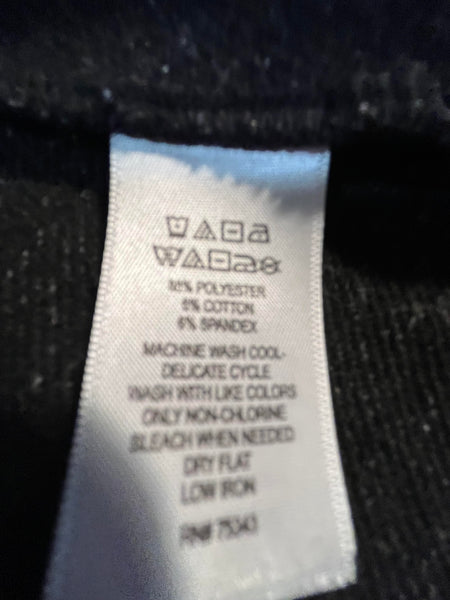 POLYESTER
6% COTTON
6% SPANDEX
MACHINE WASH COOL-
DELICATE CYCLE
WASH WITH LIKE COLORS
ONLY NON-CHLORINE
BLEACH WHEN NEEDED
DRY FLAT
LOW IRON
RN# 75343